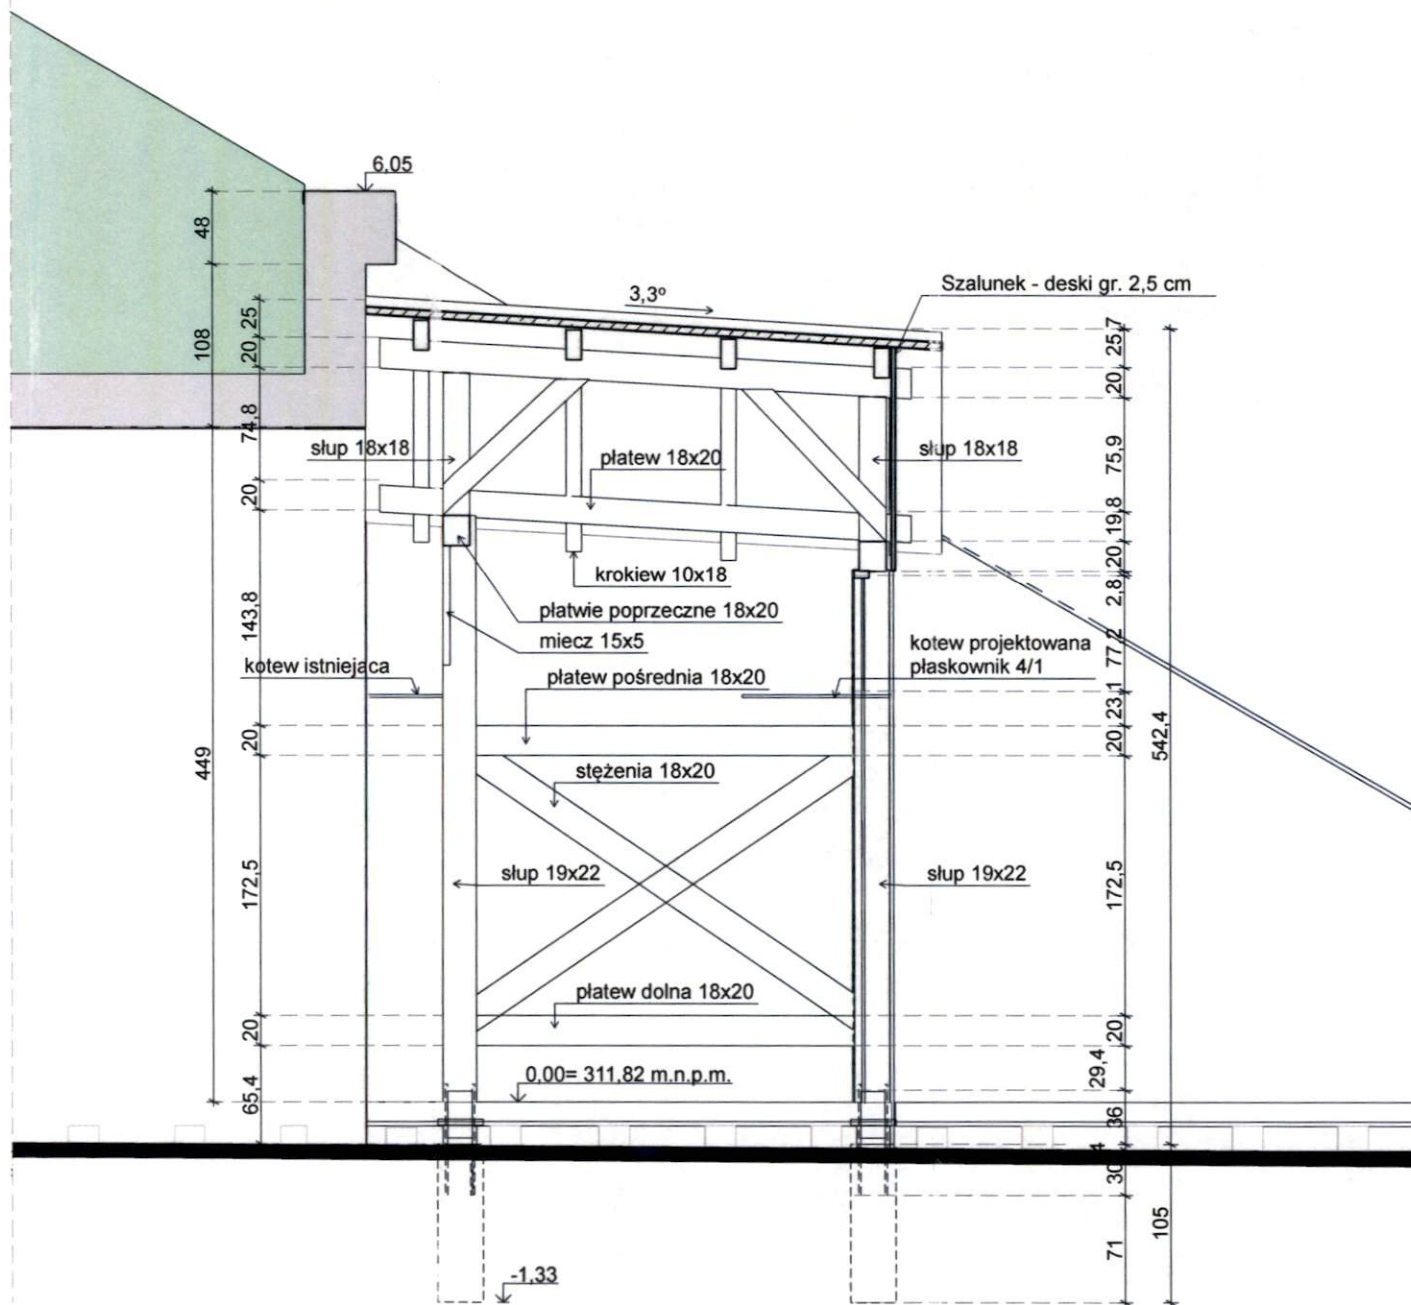 6,05
48
108
449
25
20
74,8
20
143,8
20
172,5
20
65,4
3,3º
Szalunek - deski gr. 2,5 cm
słup 18x18
płatew 18x20
słup 18x18
krokiew 10x18
płatwie poprzeczne 18x20
miecz 15x5
kotew istniejąca
kotew projektowana
płaskownik 4/1
płatew pośrednia 18x20
stężenia 18x20
słup 19x22
słup 19x22
płatew dolna 18x20
0,00= 311,82 m.n.p.m.
-1,33
25,7
20
75,9
19,8
20
2,8
77,2
23,1
20
172,5
20
29,4
36
4
30
71
542,4
105